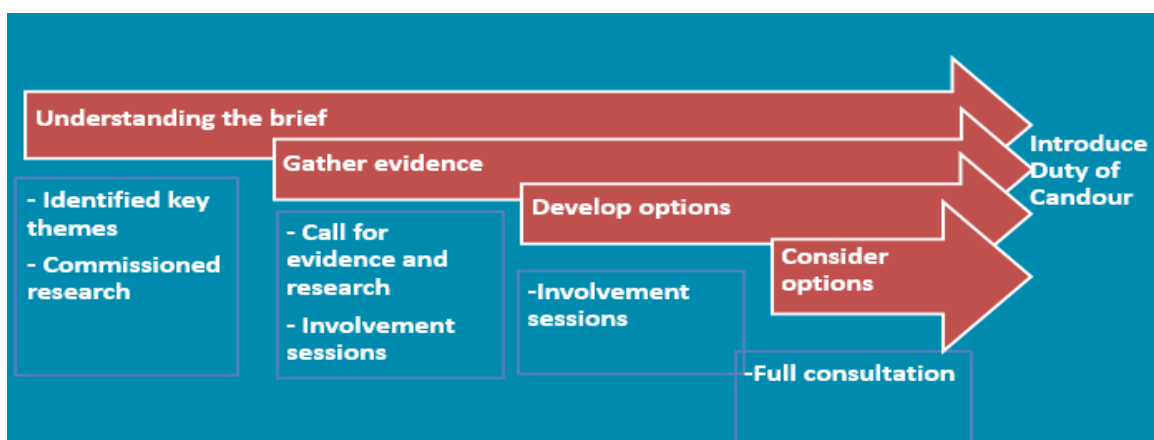 Understanding the brief
Gather evidence
Develop options
Consider
options
Introduce
Duty of
Candour
- Identified key
themes
- Commissioned
research
- Call for
evidence and
research
- Involvement
sessions
-Involvement
sessions
-Full consultation